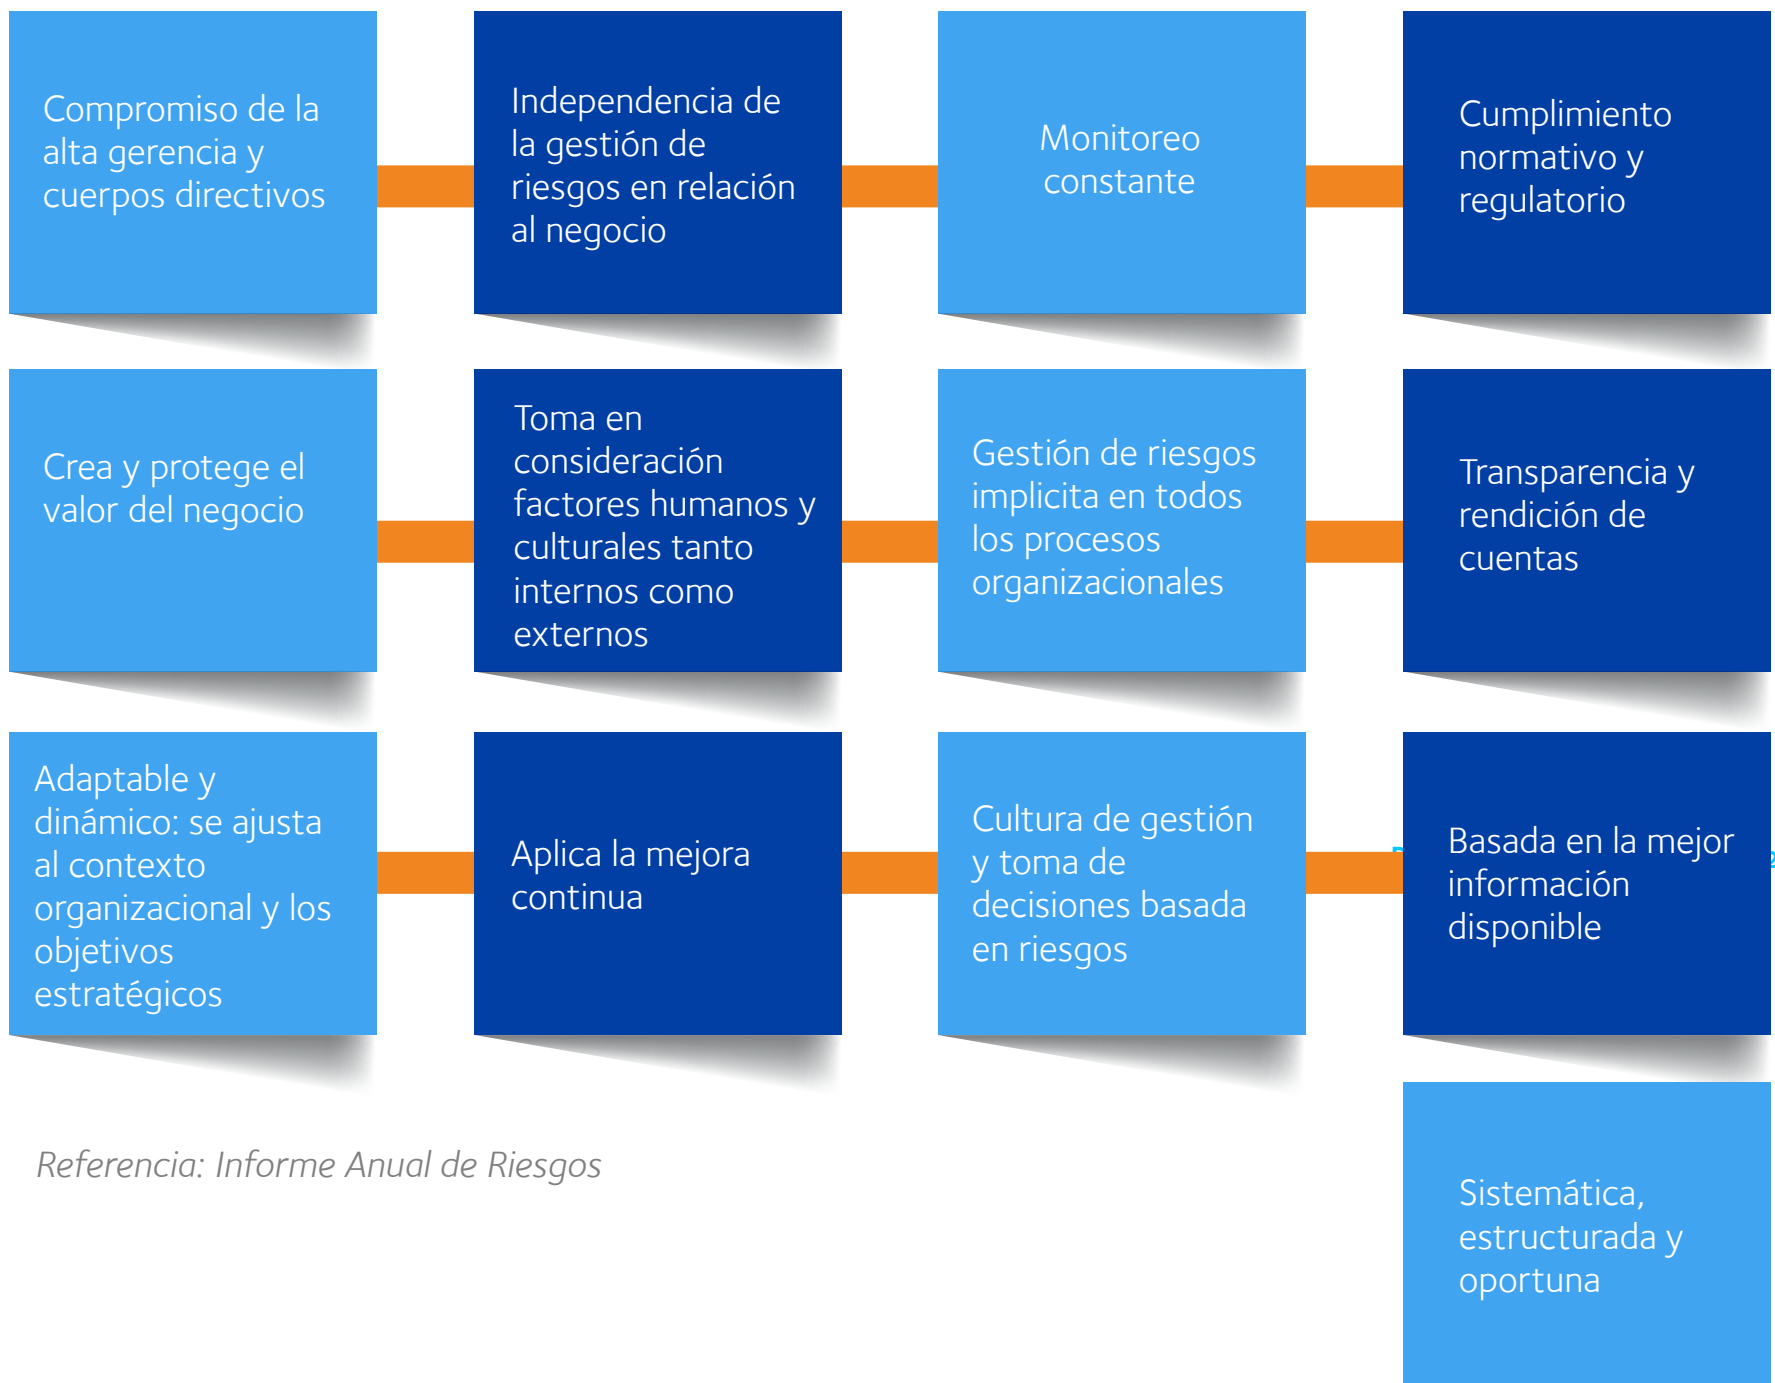 Compromiso de la
alta gerencia y
cuerpos directivos
Independencia de
la gestión de
riesgos en relación
al negocio
Monitoreo
constante
Cumplimiento
normativo y
regulatorio
Crea y protege el
valor del negocio
Toma en
consideración
factores humanos y
culturales tanto
internos como
externos
Gestión de riesgos
implicita en todos
los procesos
organizacionales
Transparencia y
rendición de
cuentas
Adaptable y
dinámico: se ajusta
al contexto
organizacional y los
objetivos
estratégicos
Aplica la mejora
continua
Cultura de gestión
y toma de
decisiones basada
en riesgos
Basada en la mejor
información
disponible
Sistemática,
estructurada y
oportuna
Referencia: Informe Anual de Riesgos